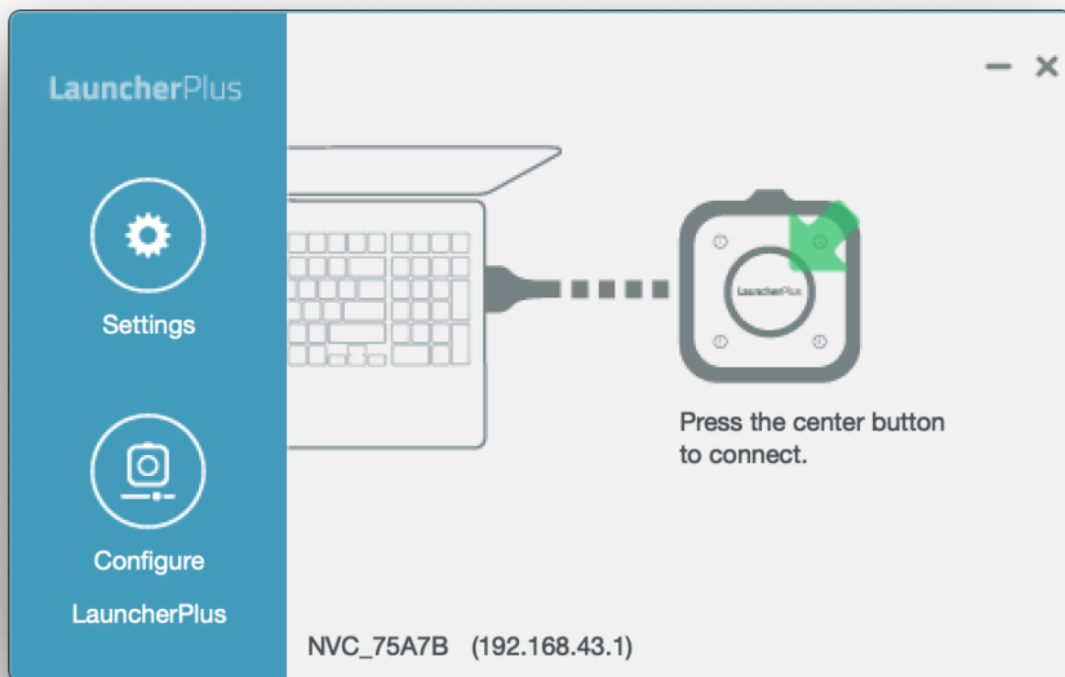 LauncherPlus
Settings
Configure
LauncherPlus
LauncherPlus
Press the center button
to connect.
NVC_75A7B (192.168.43.1)